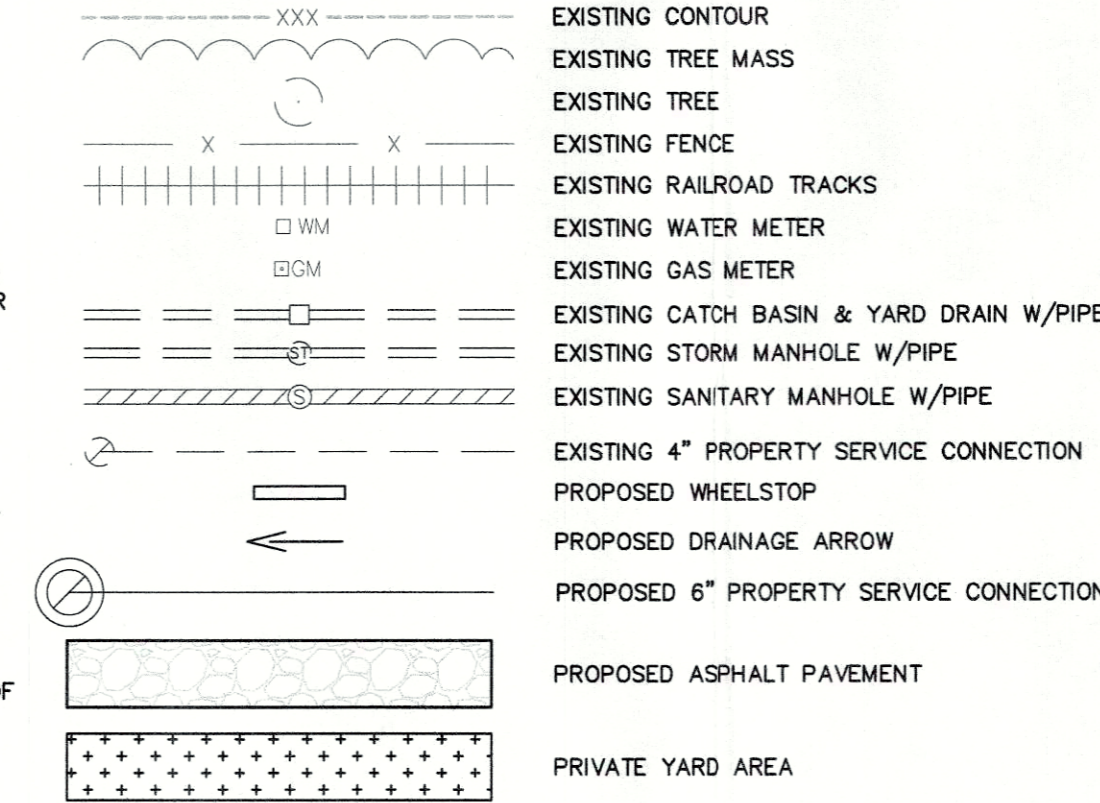 XXX EXISTING CONTOUR
EXISTING TREE MASS
EXISTING TREE
X X EXISTING FENCE
EXISTING RAILROAD TRACKS
WM EXISTING WATER METER
GM EXISTING GAS METER
R
EXISTING CATCH BASIN & YARD DRAIN W/PIPE
ST EXISTING STORM MANHOLE W/PIPE
S EXISTING SANITARY MANHOLE W/PIPE
EXISTING 4" PROPERTY SERVICE CONNECTION
PROPOSED WHEELSTOP
PROPOSED DRAINAGE ARROW
PROPOSED 6" PROPERTY SERVICE CONNECTION
PROPOSED ASPHALT PAVEMENT
OF
PRIVATE YARD AREA